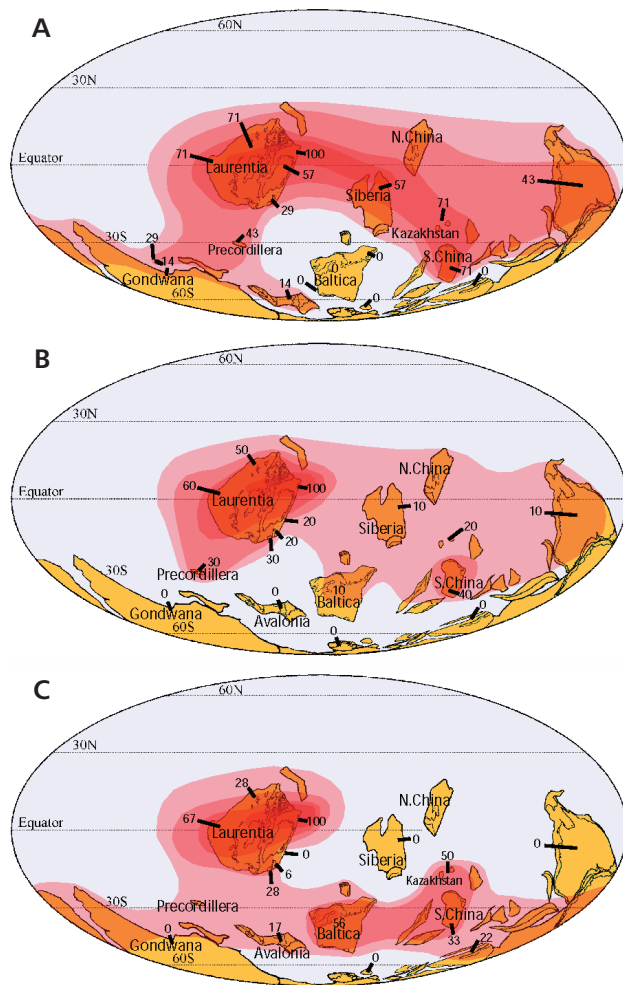 A
60N
30N
N.China
71
Equator
71
Laurentia
100
57
Siberia
57
43
29
71
Kazakhstan
30S
29
43
Precordillera
S.China
14
0
0
71
0
Gondwana
14
0
Baltica
60S
0
B
60N
30N
50
N.China
60
Laurentia
100
Equator
10
Siberia
10
20
20
20
30
30S
Precordillera
30
S.China
0
0
10
40
Gondwana
Baltica
0
Avalonia
60S
0
C
60N
30N
28
N.China
67
100
Equator
Laurentia
0
0
0
Siberia
50
6
Kazakhstan
28
30S
Precordillera
S.China
56
17
Baltica
33
0
22
Gondwana
Avalonia
60S
0